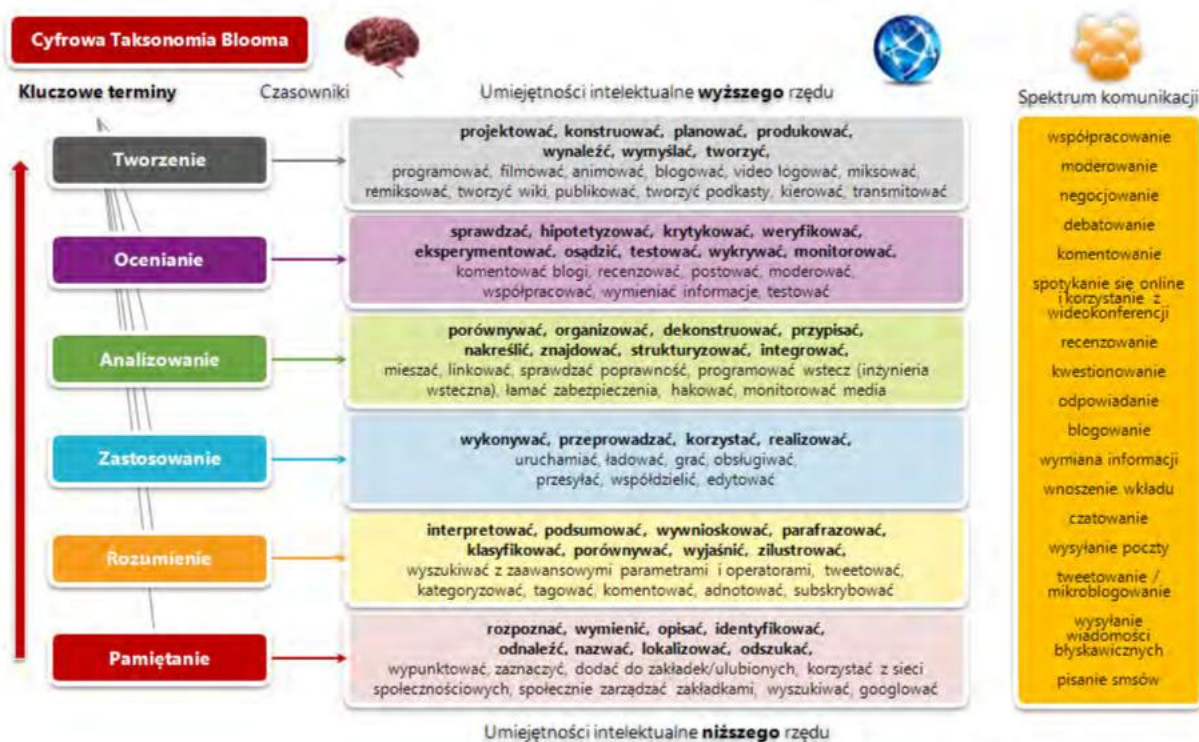 Cyfrowa Taksonomia Blooma
Kluczowe terminy
Czasowniki
Umiejętności intelektualne wyższego rzędu
Spektrum komunikacji
Tworzenie
projektować, konstruować, planować, produkować,
wynaleźć, wymyślać, tworzyć,
programować, filmować, animować, blogować, video logować, miksować,
remiksować, tworzyć wiki, publikować, tworzyć podkasty, kierować, transmitować
Ocenianie
sprawdzać, hipotetyzować, krytykować, weryfikować,
eksperymentować, osądzić, testować, wykrywać, monitorować,
komentować blogi, recenzować, postować, moderować,
współpracować, wymieniać informacje, testować
Analizowanie
porównywać, organizować, dekonstruować, przypisać,
nakreślić, znajdować, strukturyzować, integrować,
mieszać, linkować, sprawdzać poprawność, programować wstecz (inżynieria
wsteczna), łamać zabezpieczenia, hakować, monitorować media
Zastosowanie
wykonywać, przeprowadzać, korzystać, realizować,
uruchamiać, ładować, grać, obsługiwać,
przesyłać, współdzielić, edytować
Rozumienie
interpretować, podsumować, wywnioskować, parafrazować,
klasyfikować, porównywać, wyjaśnić, zilustrować,
wyszukiwać z zaawansowymi parametrami i operatorami, tweetować,
kategoryzować, tagować, komentować, adnotować, subskrybować
Pamiętanie
rozpoznać, wymienić, opisać, identyfikować,
odnaleźć, nazwać, lokalizować, odszukać,
wypunktować, zaznaczyć, dodać do zakładek/ulubionych, korzystać z sieci
społecznościowych, społecznie zarządzać zakładkami, wyszukiwać, googlować
Umiejętności intelektualne niższego rzędu
współpracowanie
moderowanie
negocjowanie
debatowanie
komentowanie
spotykanie się online
i korzystanie z
wideokonferencji
recenzowanie
kwestionowanie
odpowiadanie
blogowanie
wymiana informacji
wnoszenie wkładu
czatowanie
wysyłanie poczty
tweetowanie /
mikroblogowanie
wysyłanie
wiadomości
błyskawicznych
pisanie smsów